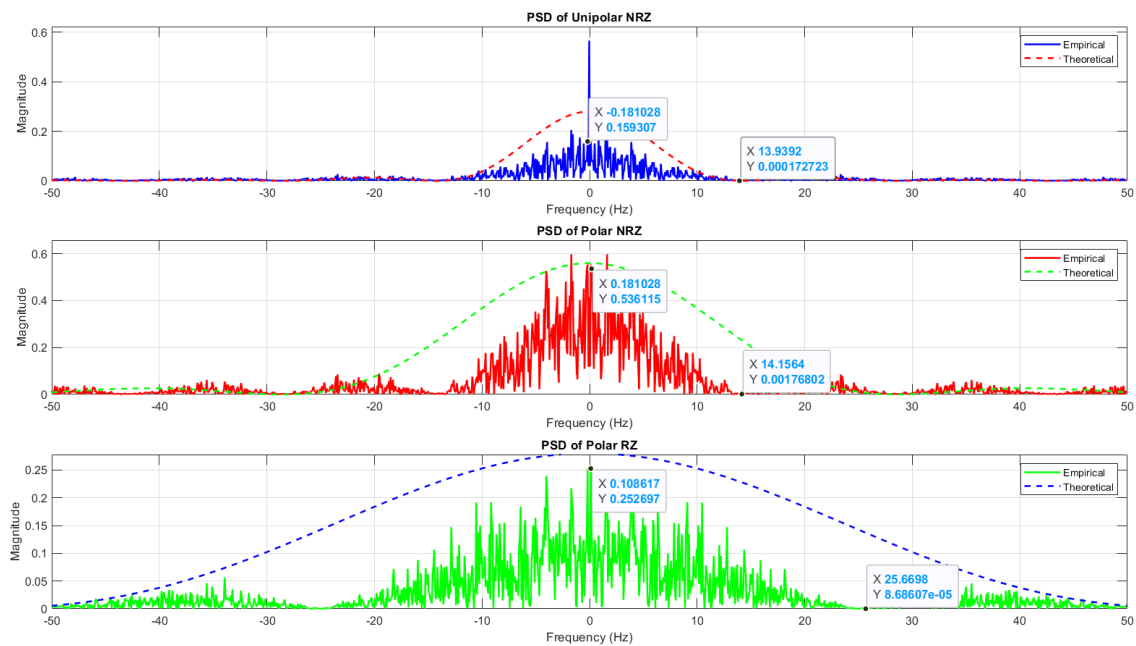 PSD of Unipolar NRZ
0.6
0.4
0.2
0
Magnitude
Empirical
Theoretical
X -0.181028
Y 0.159307
X 13.9392
Y 0.000172723
-50 -40 -30 -20 -10 0 10 20 30 40 50
Frequency (Hz)
PSD of Polar NRZ
0.6
0.4
0.2
0
Magnitude
Empirical
Theoretical
X 0.181028
Y 0.536115
X 14.1564
Y 0.00176802
-50 -40 -30 -20 -10 0 10 20 30 40 50
Frequency (Hz)
PSD of Polar RZ
0.25
0.2
0.15
0.1
0.05
0
Magnitude
Empirical
Theoretical
X 0.108617
Y 0.252697
X 25.6698
Y 8.68607e-05
-50 -40 -30 -20 -10 0 10 20 30 40 50
Frequency (Hz)